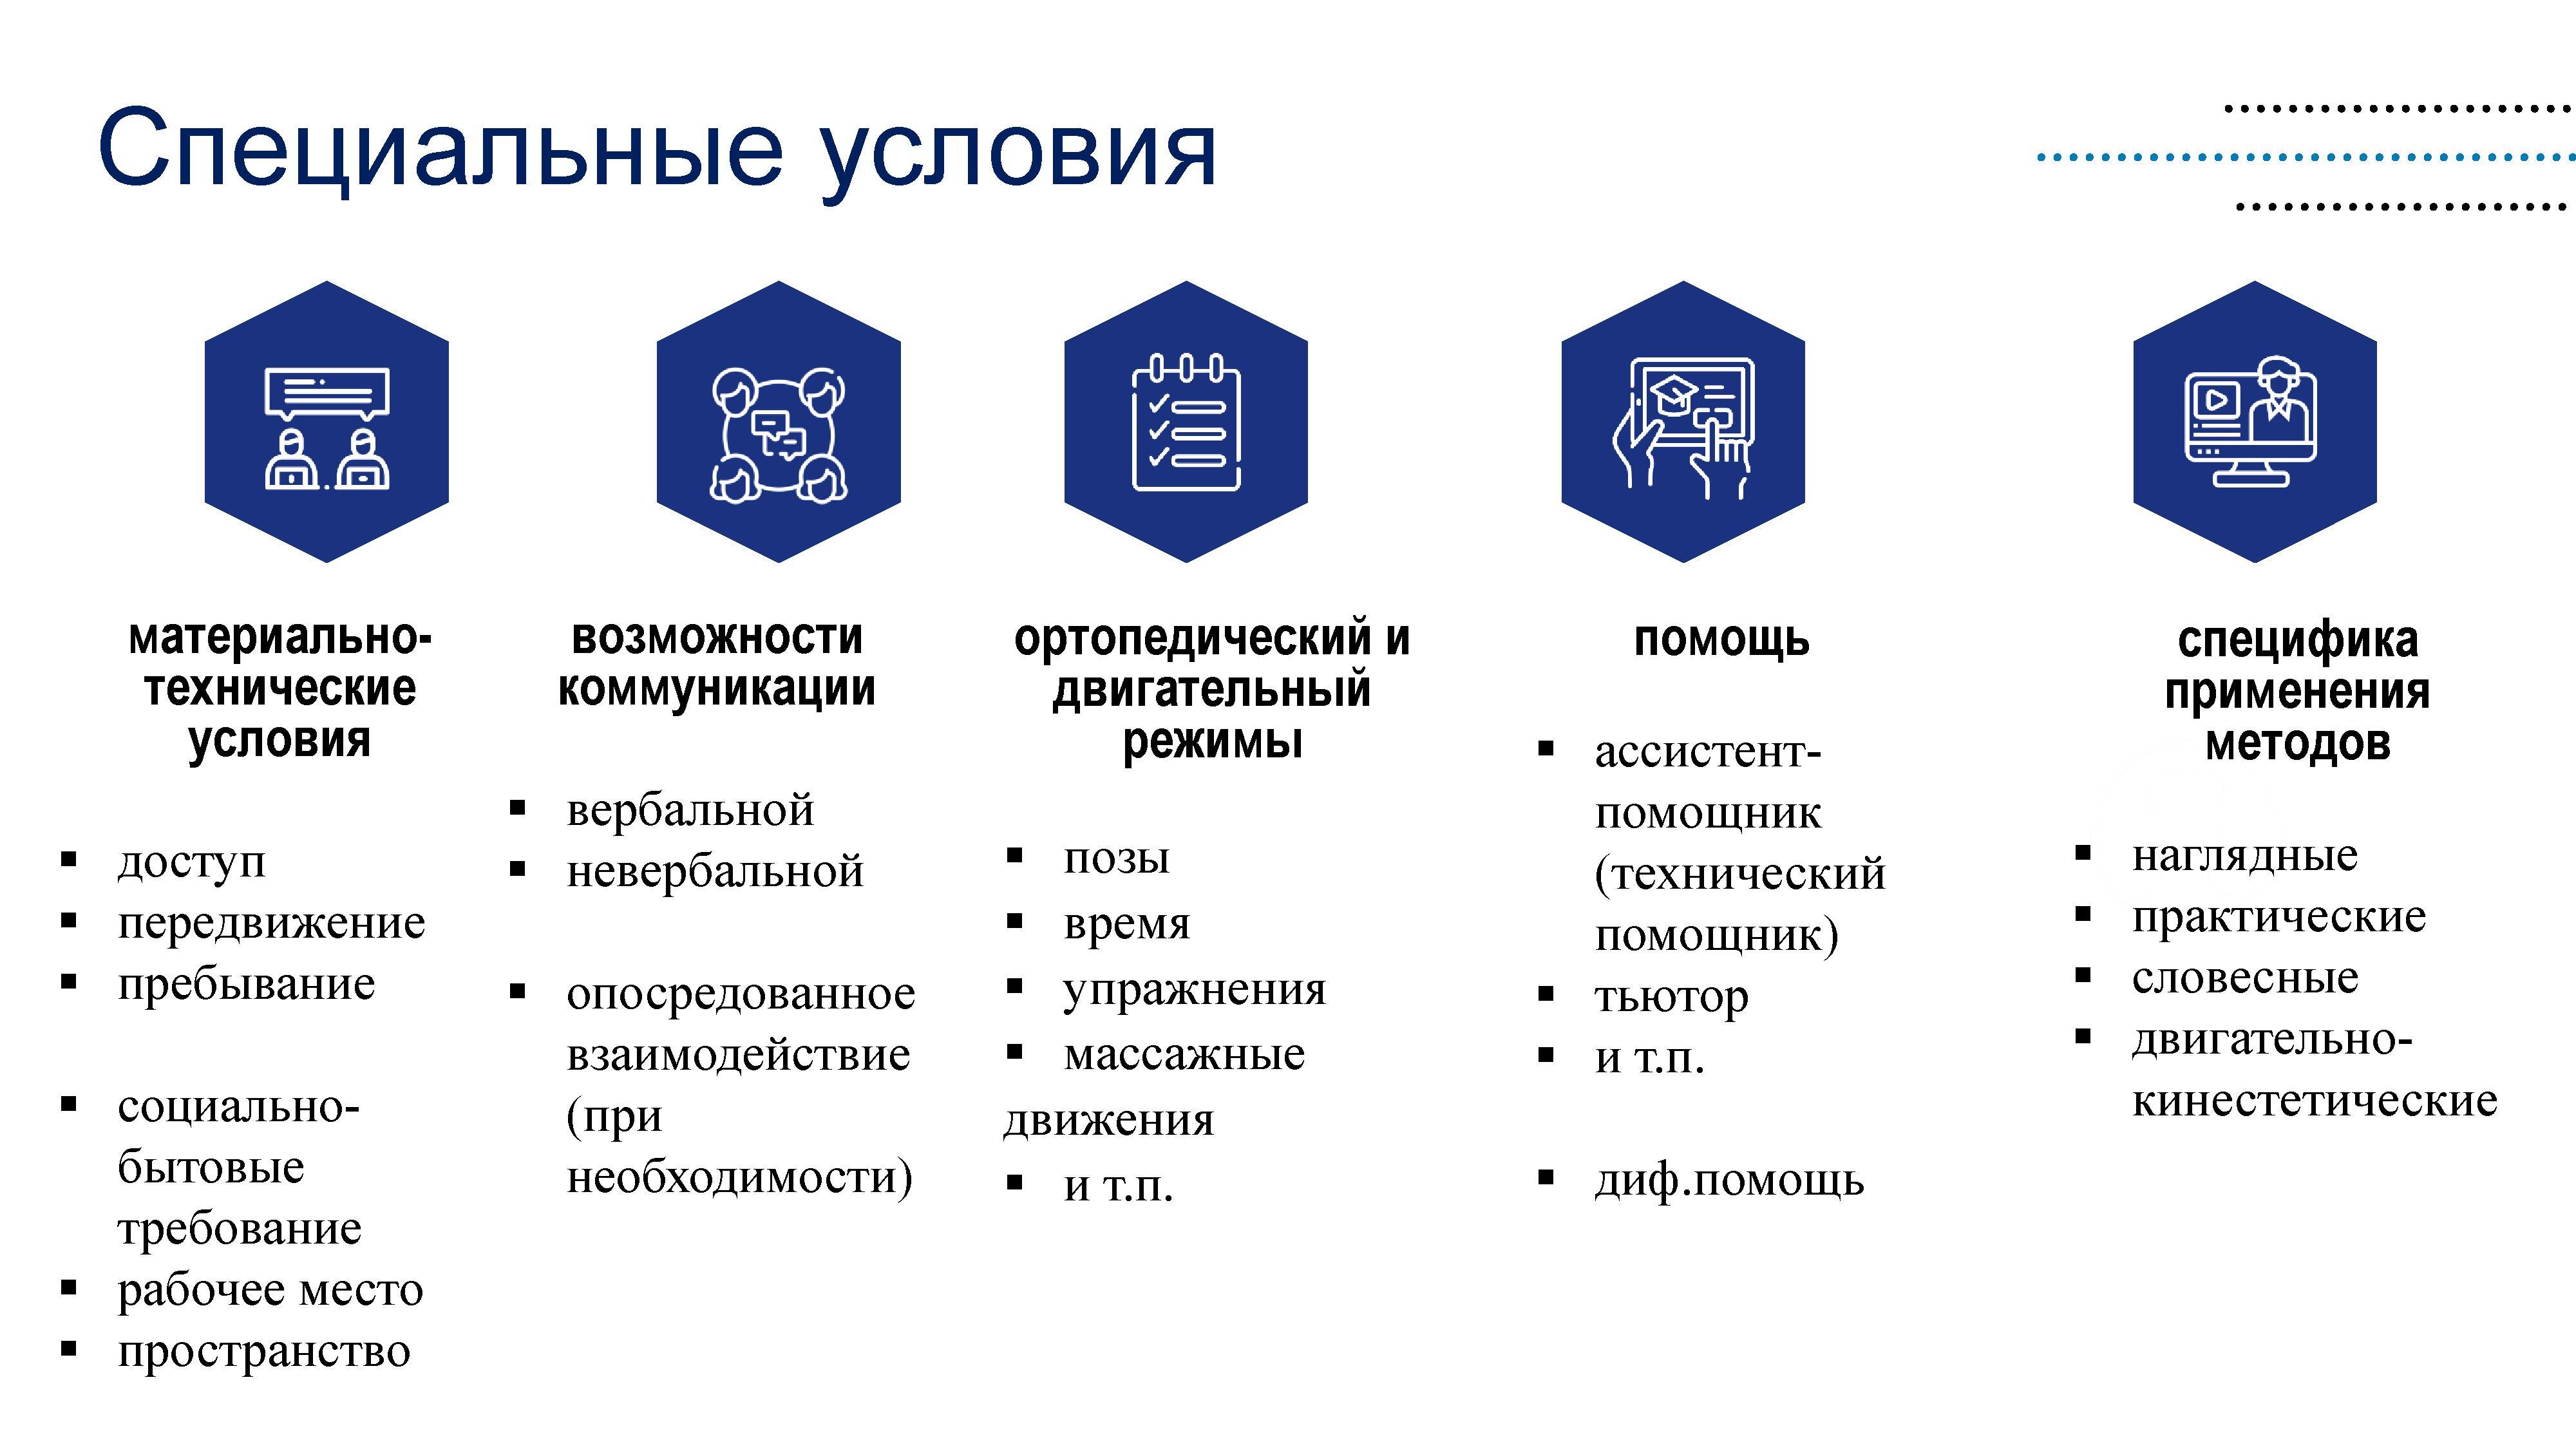 Специальные условия
материально-
технические
условия
▪ доступ
▪ передвижение
▪ пребывание
▪ социально-
бытовые
требование
▪ рабочее место
▪ пространство
возможности
коммуникации
▪ вербальной
▪ невербальной
▪ опосредованное
взаимодействие
(при
необходимости)
ортопедический и
двигательный
режимы
▪ позы
▪ время
▪ упражнения
▪ массажные
движения
▪ и т.п.
помощь
▪ ассистент-
помощник
(технический
помощник)
▪ тьютор
▪ и т.п.
▪ диф.помощь
специфика
применения
методов
▪ наглядные
▪ практические
▪ словесные
▪ двигательно-
кинестетические